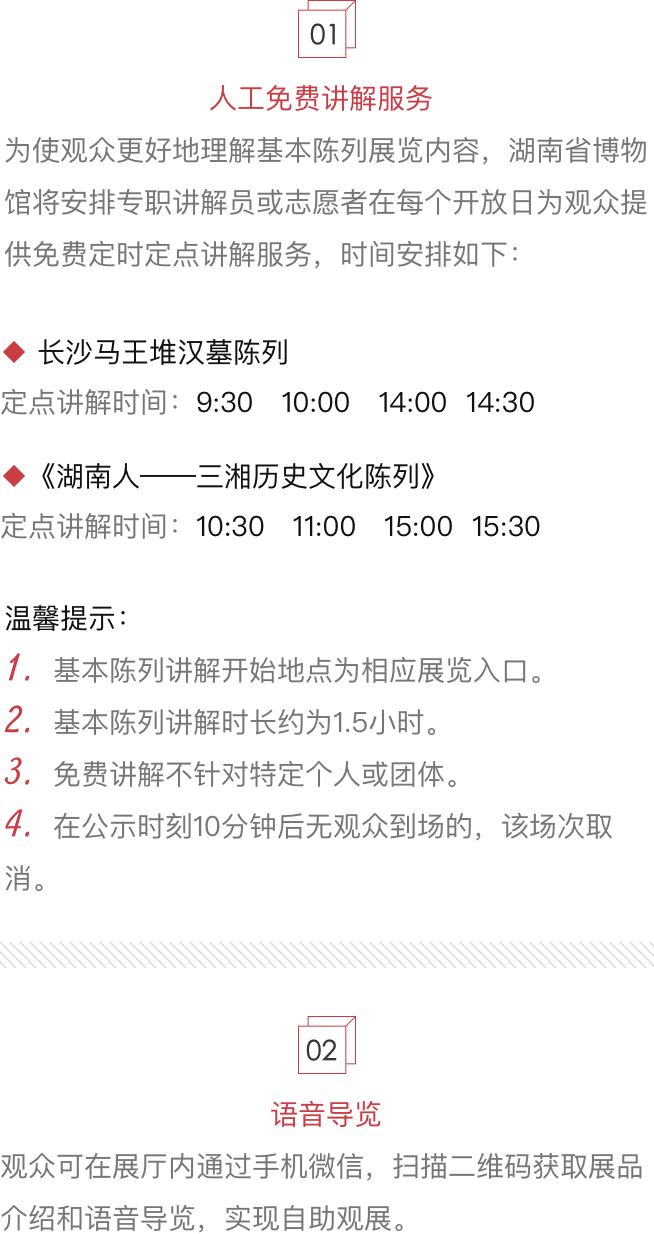 01
人工免费讲解服务
为使观众更好地理解基本陈列展览内容，湖南省博物
馆将安排专职讲解员或志愿者在每个开放日为观众提
供免费定时定点讲解服务，时间安排如下：
◆ 长沙马王堆汉墓陈列
定点讲解时间：9:30 10:00 14:00 14:30
◆《湖南人——三湘历史文化陈列》
定点讲解时间：10:30 11:00 15:00 15:30
温馨提示：
1. 基本陈列讲解开始地点为相应展览入口。
2. 基本陈列讲解时长约为1.5小时。
3. 免费讲解不针对特定个人或团体。
4. 在公示时刻10分钟后无观众到场的，该场次取
消。
02
语音导览
观众可在展厅内通过手机微信，扫描二维码获取展品
介绍和语音导览，实现自助观展。